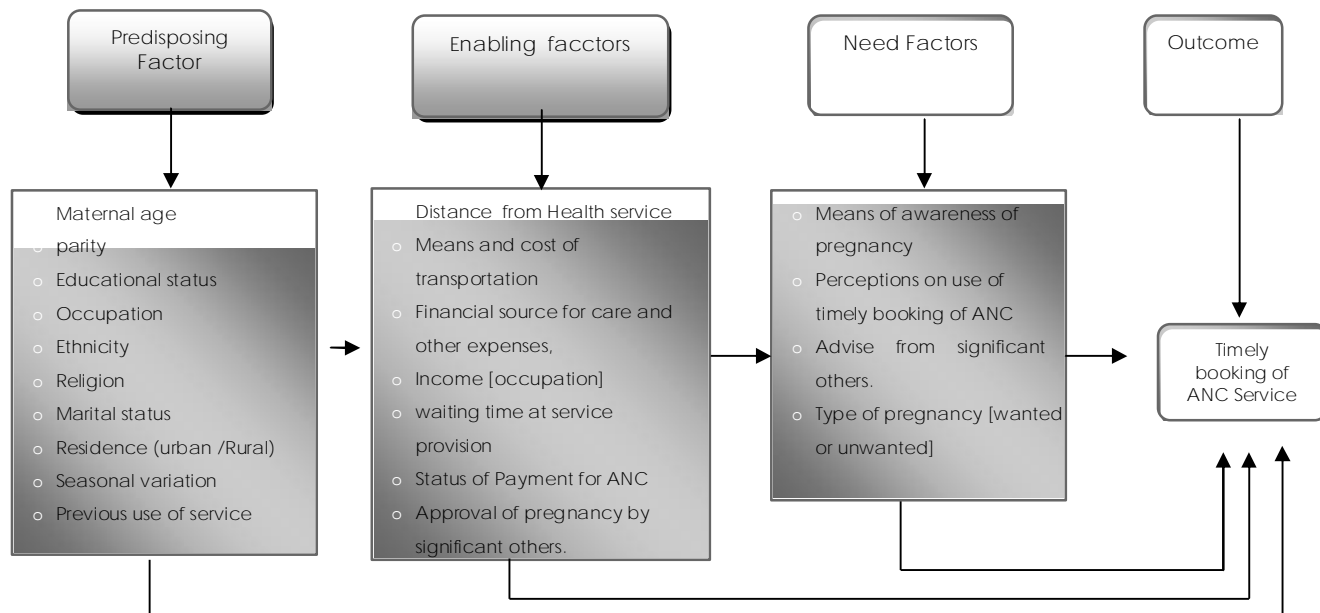 Predisposing
Factor
Enabling facctors
Need Factors
Outcome
Maternal age
o parity
o Educational status
o Occupation
o Ethnicity
o Religion
o Marital status
o Residence (urban /Rural)
o Seasonal variation
o Previous use of service
Distance from Health service
o Means and cost of
transportation
o Financial source for care and
other expenses,
o Income [occupation]
o waiting time at service
provision
o Status of Payment for ANC
o Approval of pregnancy by
significant others.
o Means of awareness of
pregnancy
o Perceptions on use of
timely booking of ANC
o Advise from significant
others.
o Type of pregnancy [wanted
or unwanted]
Timely
booking of
ANC Service